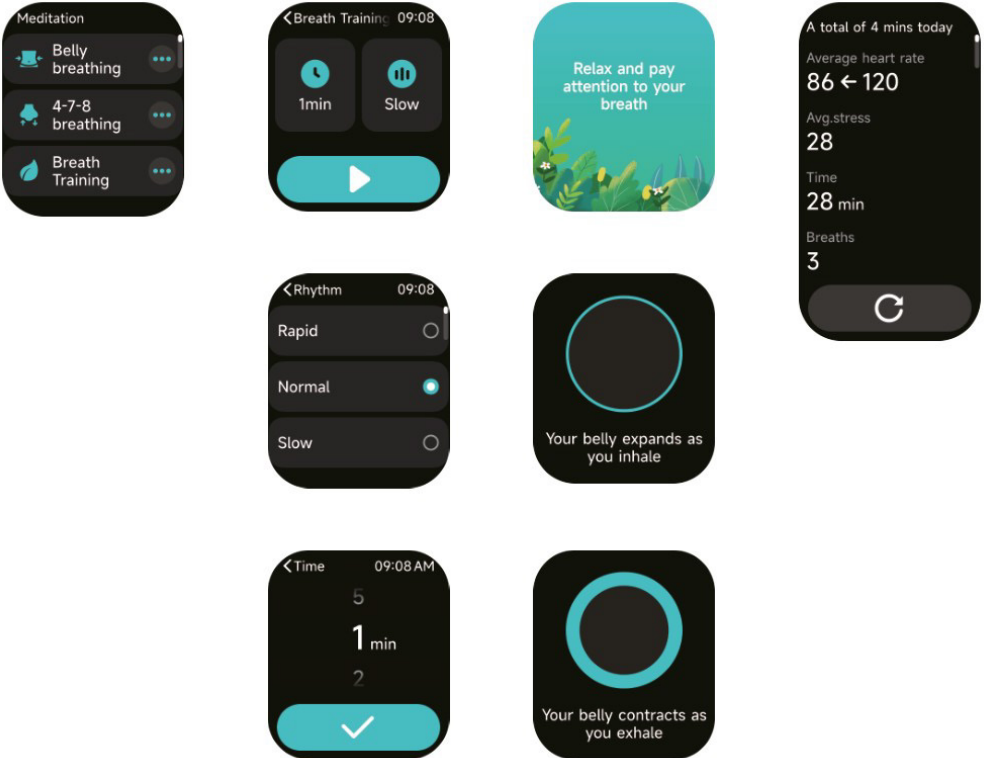 Meditation
Belly
breathing
4-7-8
breathing
Breath
Training
Breath Training 09:08
1min
Slow
Relax and pay
attention to your
breath
A total of 4 mins today
Average heart rate
86 ← 120
Avg.stress
28
Time
28 min
Breaths
3
Rhythm 09:08
Rapid
Normal
Slow
Your belly expands as
you inhale
Time 09:08 AM
5
1 min
2
Your belly contracts as
you exhale